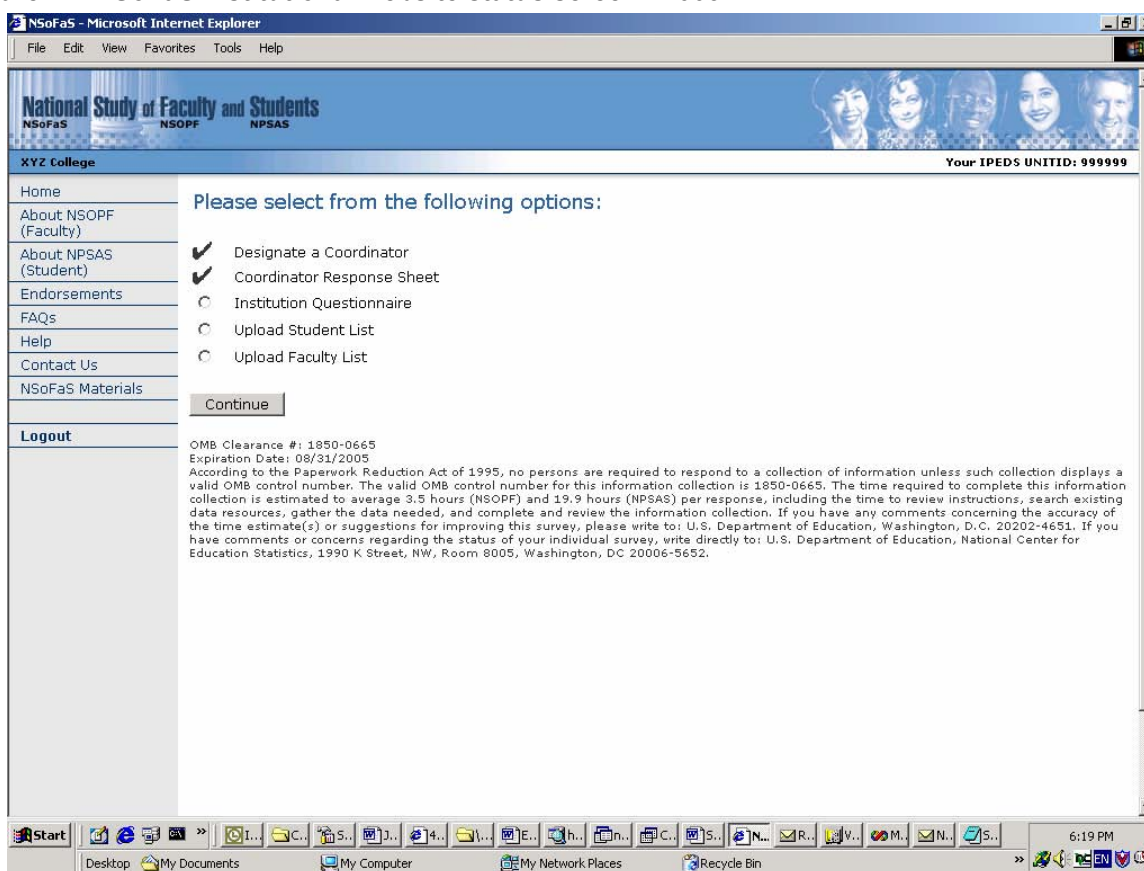 NSoFaS - Microsoft Internet Explorer
File Edit View Favorites Tools Help
National Study of Faculty and Students
NSoFaS NSOPF NPSAS
XYZ College Your IPEDS UNITID: 999999
Home
About NSOPF
(Faculty)
About NPSAS
(Student)
Endorsements
FAQs
Help
Contact Us
NSoFaS Materials
Logout
Please select from the following options:
Designate a Coordinator
Coordinator Response Sheet
Institution Questionnaire
Upload Student List
Upload Faculty List
Continue
OMB Clearance #: 1850-0665
Expiration Date: 08/31/2005
According to the Paperwork Reduction Act of 1995, no persons are required to respond to a collection of information unless such collection displays a
valid OMB control number. The valid OMB control number for this information collection is 1850-0665. The time required to complete this information
collection is estimated to average 3.5 hours (NSOPF) and 19.9 hours (NPSAS) per response, including the time to review instructions, search existing
data resources, gather the data needed, and complete and review the information collection. If you have any comments concerning the accuracy of
the time estimate(s) or suggestions for improving this survey, please write to: U.S. Department of Education, Washington, D.C. 20202-4651. If you
have comments or concerns regarding the status of your individual survey, write directly to: U.S. Department of Education, National Center for
Education Statistics, 1990 K Street, NW, Room 8005, Washington, DC 20006-5652.
Start » I... C.. S.. J.. 4.. \... E.. h.. n.. C.. S.. N... R.. V.. M.. N.. S.. 6:19 PM
Desktop My Documents My Computer My Network Places Recycle Bin » EN